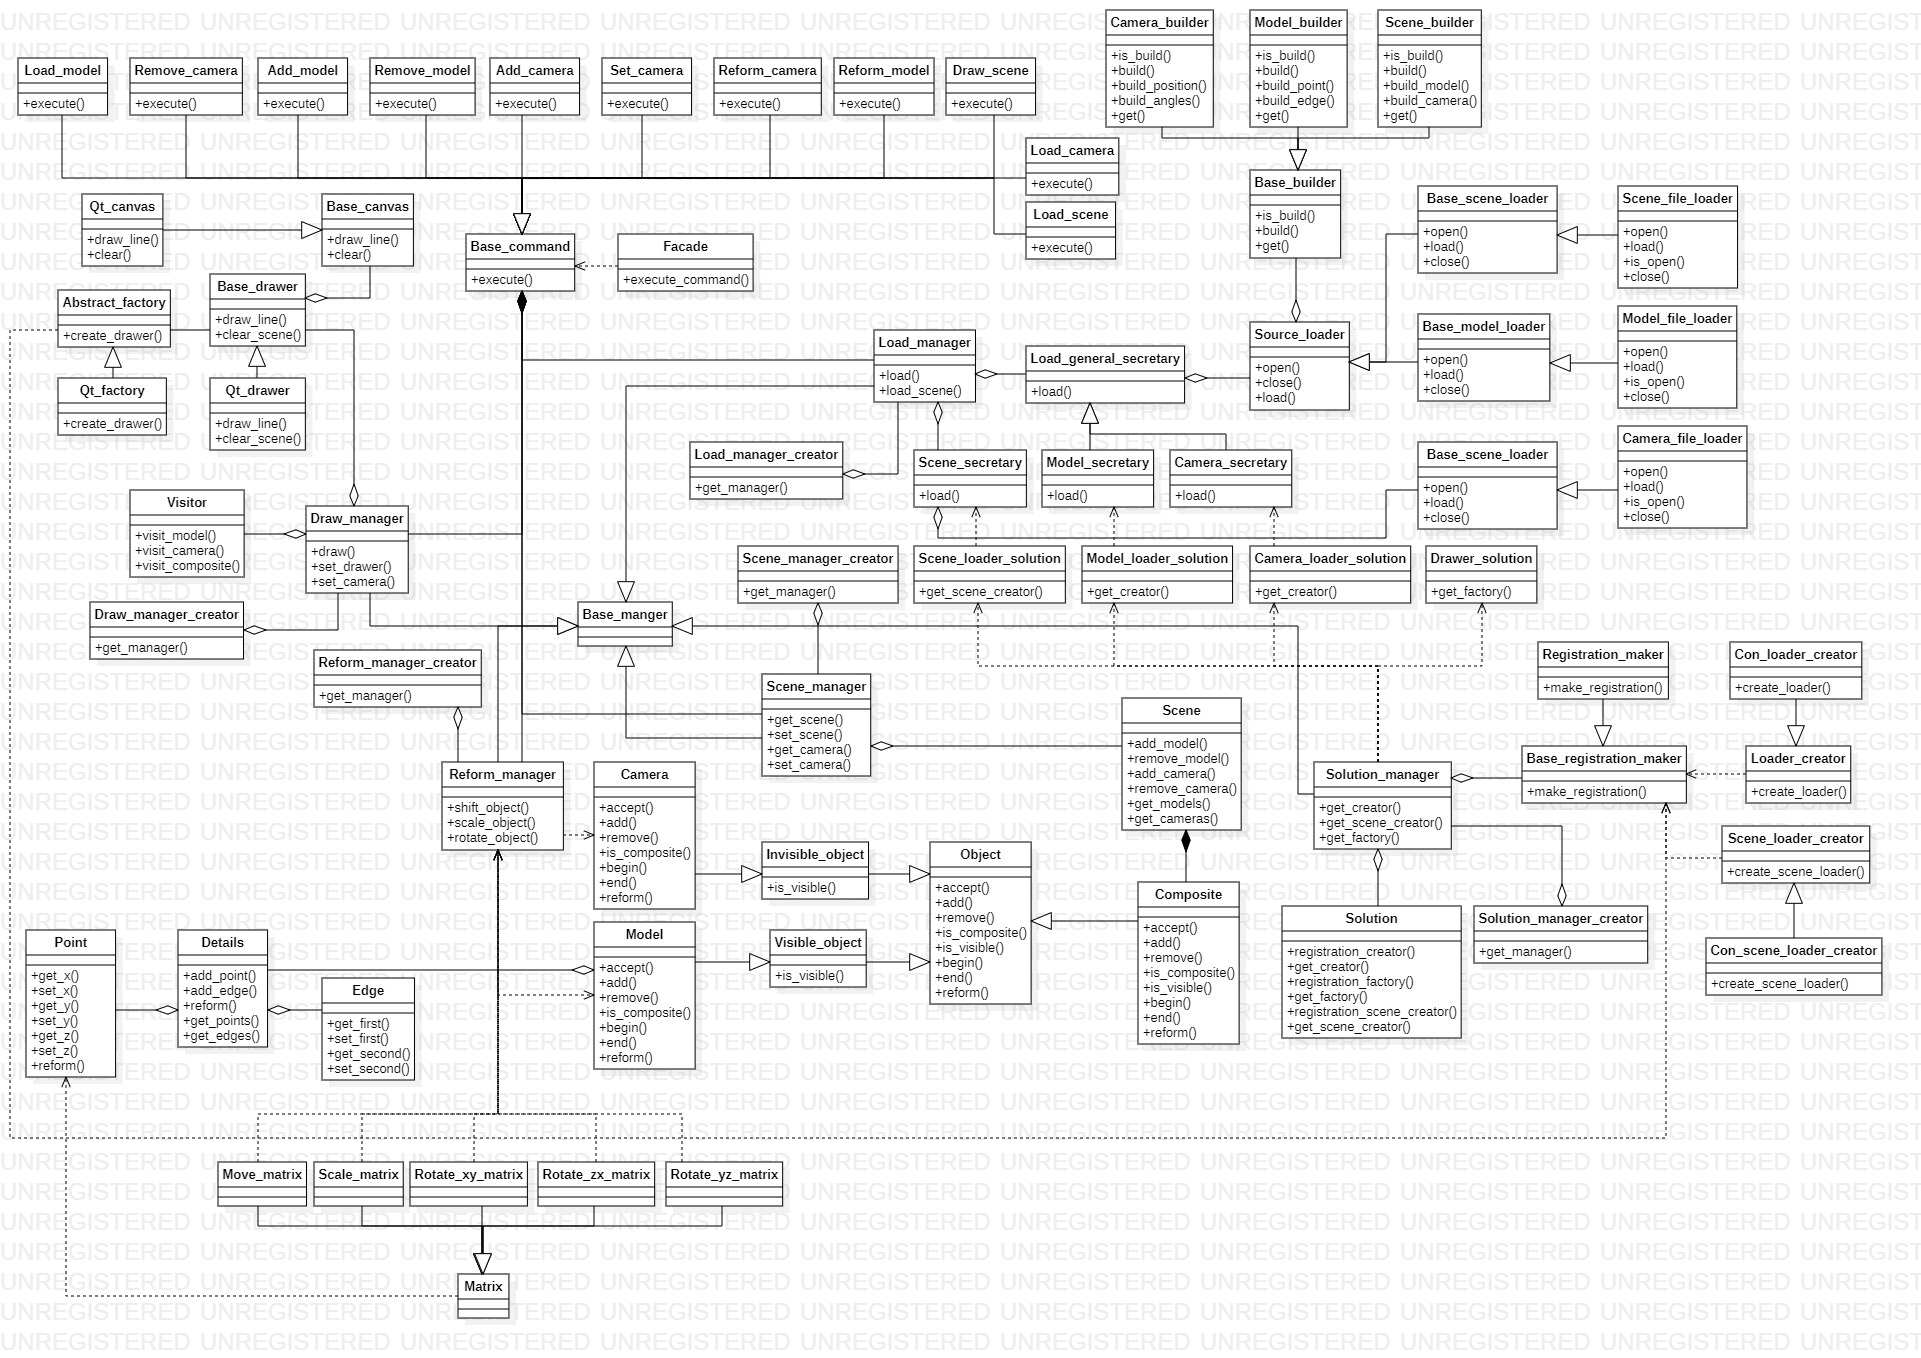 Camera_builder
+is_build()
+build()
+build_position()
+build_angles()
+get()
Model_builder
+is_build()
+build()
+build_point()
+build_edge()
+get()
Scene_builder
+is_build()
+build()
+build_model()
+build_camera()
+get()
Load_model
+execute()
Remove_camera
+execute()
Add_model
+execute()
Remove_model
+execute()
Add_camera
+execute()
Set_camera
+execute()
Reform_camera
+execute()
Reform_model
+execute()
Draw_scene
+execute()
Load_camera
+execute()
Load_scene
+execute()
Base_builder
+is_build()
+build()
+get()
Base_scene_loader
+open()
+load()
+close()
Scene_file_loader
+open()
+load()
+is_open()
+close()
Qt_canvas
+draw_line()
+clear()
Base_canvas
+draw_line()
+clear()
Base_command
+execute()
Facade
+execute_command()
Abstract_factory
+create_drawer()
Base_drawer
+draw_line()
+clear_scene()
Qt_factory
+create_drawer()
Qt_drawer
+draw_line()
+clear_scene()
Load_manager
+load()
+load_scene()
Load_general_secretary
+load()
Source_loader
+open()
+close()
+load()
Base_model_loader
+open()
+load()
+close()
Model_file_loader
+open()
+load()
+is_open()
+close()
Load_manager_creator
+get_manager()
Scene_secretary
+load()
Model_secretary
+load()
Camera_secretary
+load()
Base_scene_loader
+open()
+load()
+close()
Camera_file_loader
+open()
+load()
+is_open()
+close()
Visitor
+visit_model()
+visit_camera()
+visit_composite()
Draw_manager
+draw()
+set_drawer()
+set_camera()
Draw_manager_creator
+get_manager()
Base_manger
Scene_manager_creator
+get_manager()
Scene_loader_solution
+get_scene_creator()
Model_loader_solution
+get_creator()
Camera_loader_solution
+get_creator()
Drawer_solution
+get_factory()
Reform_manager_creator
+get_manager()
Scene_manager
+get_scene()
+set_scene()
+get_camera()
+set_camera()
Scene
+add_model()
+remove_model()
+add_camera()
+remove_camera()
+get_models()
+get_cameras()
Registration_maker
+make_registration()
Con_loader_creator
+create_loader()
Reform_manager
+shift_object()
+scale_object()
+rotate_object()
Camera
+accept()
+add()
+remove()
+is_composite()
+begin()
+end()
+reform()
Solution_manager
+get_creator()
+get_scene_creator()
+get_factory()
Base_registration_maker
+make_registration()
Loader_creator
+create_loader()
Scene_loader_creator
+create_scene_loader()
Invisible_object
+is_visible()
Object
+accept()
+add()
+remove()
+is_composite()
+is_visible()
+begin()
+end()
+reform()
Composite
+accept()
+add()
+remove()
+is_composite()
+is_visible()
+begin()
+end()
+reform()
Solution
+registration_creator()
+get_creator()
+registration_factory()
+get_factory()
+registration_scene_creator()
+get_scene_creator()
Solution_manager_creator
+get_manager()
Con_scene_loader_creator
+create_scene_loader()
Point
+get_x()
+set_x()
+get_y()
+set_y()
+get_z()
+set_z()
+reform()
Details
+add_point()
+add_edge()
+reform()
+get_points()
+get_edges()
Edge
+get_first()
+set_first()
+get_second()
+set_second()
Model
+accept()
+add()
+remove()
+is_composite()
+begin()
+end()
+reform()
Visible_object
+is_visible()
Move_matrix
Scale_matrix
Rotate_xy_matrix
Rotate_zx_matrix
Rotate_yz_matrix
Matrix